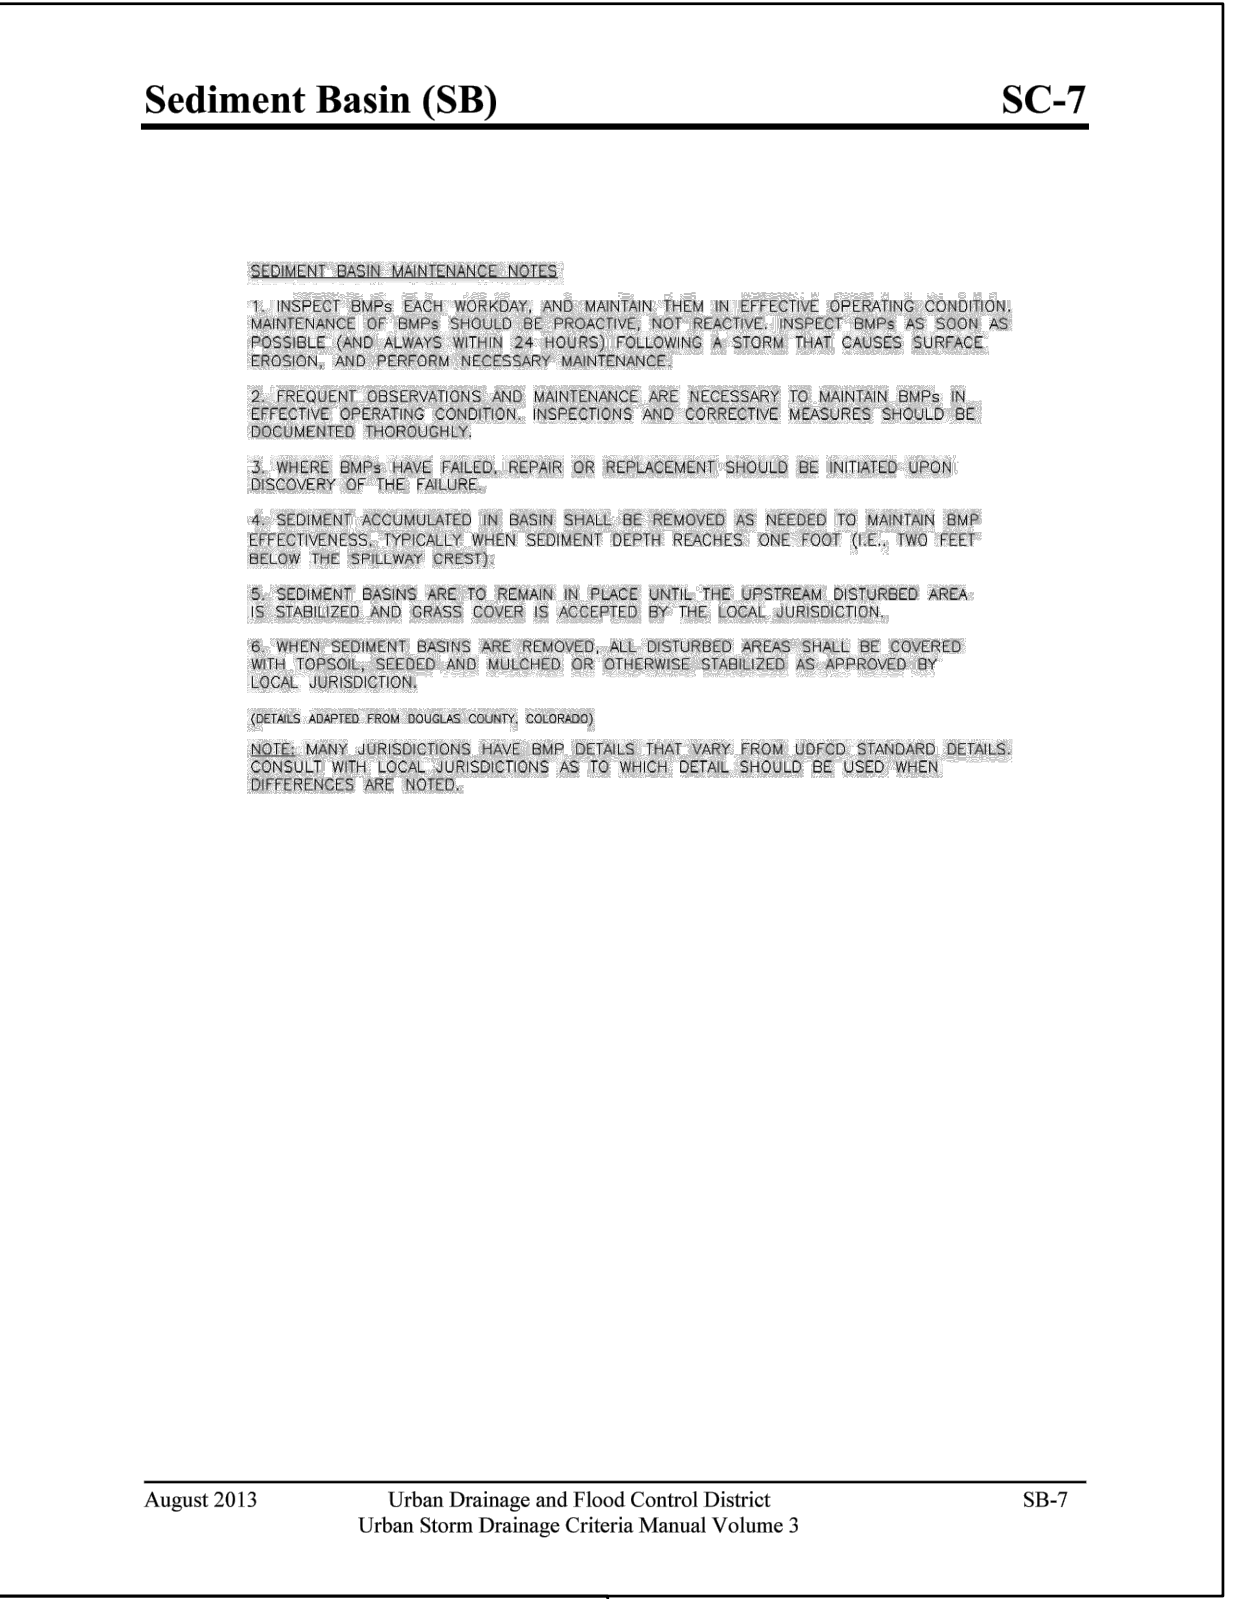 Sediment Basin (SB) SC-7
SEDIMENT BASIN MAINTENANCE NOTES
1. INSPECT BMPs EACH WORKDAY, AND MAINTAIN THEM IN EFFECTIVE OPERATING CONDITION.
MAINTENANCE OF BMPs SHOULD BE PROACTIVE, NOT REACTIVE. INSPECT BMPs AS SOON AS
POSSIBLE (AND ALWAYS WITHIN 24 HOURS) FOLLOWING A STORM THAT CAUSES SURFACE
EROSION, AND PERFORM NECESSARY MAINTENANCE.
2. FREQUENT OBSERVATIONS AND MAINTENANCE ARE NECESSARY TO MAINTAIN BMPs IN
EFFECTIVE OPERATING CONDITION. INSPECTIONS AND CORRECTIVE MEASURES SHOULD BE
DOCUMENTED THOROUGHLY.
3. WHERE BMPs HAVE FAILED, REPAIR OR REPLACEMENT SHOULD BE INITIATED UPON
DISCOVERY OF THE FAILURE.
4. SEDIMENT ACCUMULATED IN BASIN SHALL BE REMOVED AS NEEDED TO MAINTAIN BMP
EFFECTIVENESS, TYPICALLY WHEN SEDIMENT DEPTH REACHES ONE FOOT (I.E., TWO FEET
BELOW THE SPILLWAY CREST).
5. SEDIMENT BASINS ARE TO REMAIN IN PLACE UNTIL THE UPSTREAM DISTURBED AREA
IS STABILIZED AND GRASS COVER IS ACCEPTED BY THE LOCAL JURISDICTION.
6. WHEN SEDIMENT BASINS ARE REMOVED, ALL DISTURBED AREAS SHALL BE COVERED
WITH TOPSOIL, SEEDED AND MULCHED OR OTHERWISE STABILIZED AS APPROVED BY
LOCAL JURISDICTION.
(DETAILS ADAPTED FROM DOUGLAS COUNTY, COLORADO)
NOTE: MANY JURISDICTIONS HAVE BMP DETAILS THAT VARY FROM UDFCD STANDARD DETAILS.
CONSULT WITH LOCAL JURISDICTIONS AS TO WHICH DETAIL SHOULD BE USED WHEN
DIFFERENCES ARE NOTED.
August 2013 Urban Drainage and Flood Control District SB-7
Urban Storm Drainage Criteria Manual Volume 3